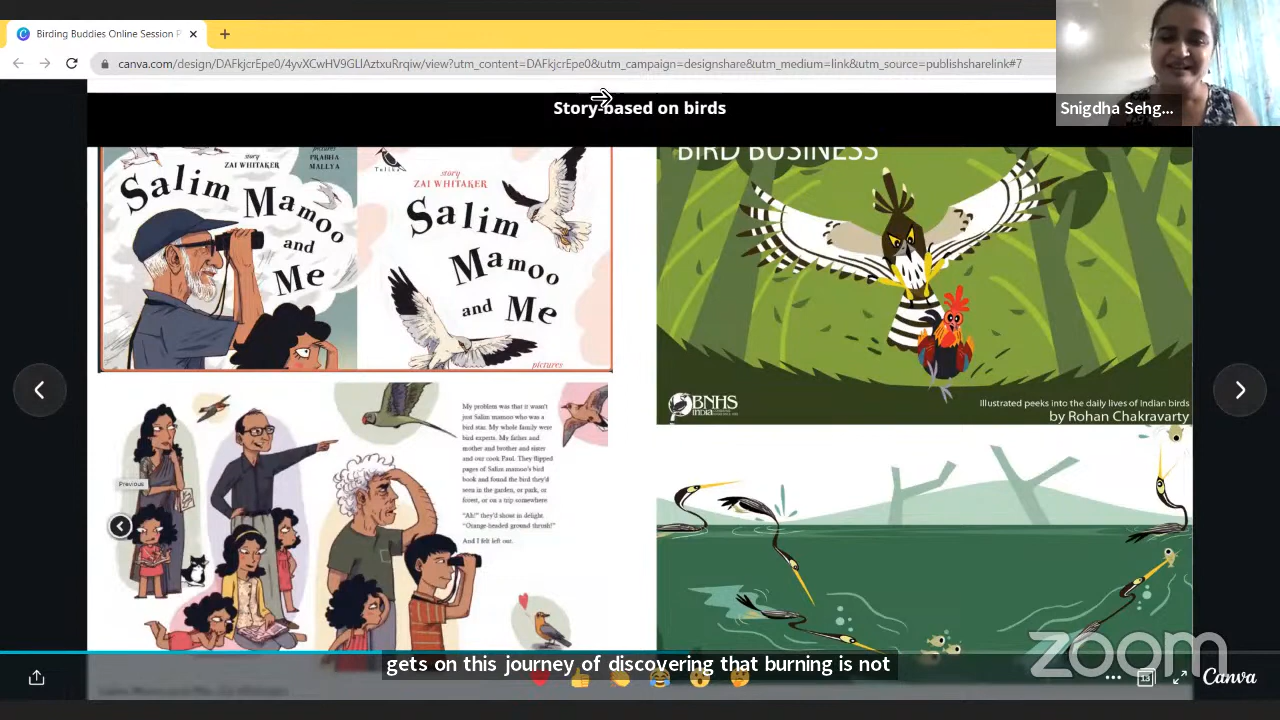 Birding Buddies Online Session P
canva.com/design/DAFkjcrEpe0/4yvXCwHV9GLlAztxuRrqiw/view?utm_content=DAFkjcrEpe0&utm_campaign=designshare&utm_medium=link&utm_source=publishsharelink#7
Snigdha Sehg...
Story-based on birds
story
ZAI WHITAKER
pictures
PRABHA
MALLYA
Salim Mamoo
and
Me
Tulika
story
ZAI WHITAKER
Salim
Mamoo
and Me
pictures
BIRD BUSINESS
BNHS
India
Illustrated peeks into the daily lives of Indian birds
by Rohan Chakravarty
Previous
My problem was that it wasn't
just Salim mamoo who was a
bird star. My whole family were
bird experts. My father and
mother and brother and sister
and our cook Paul. They flipped
pages of Salim mamoo's bird
book and found the bird they'd
seen in the garden, or park, or
forest, or on a trip somewhere
"Ah!" they'd shout in delight.
"Orange-headed ground thrush!"
And I felt left out.
gets on this journey of discovering that burning is not
zoom
13
Canva